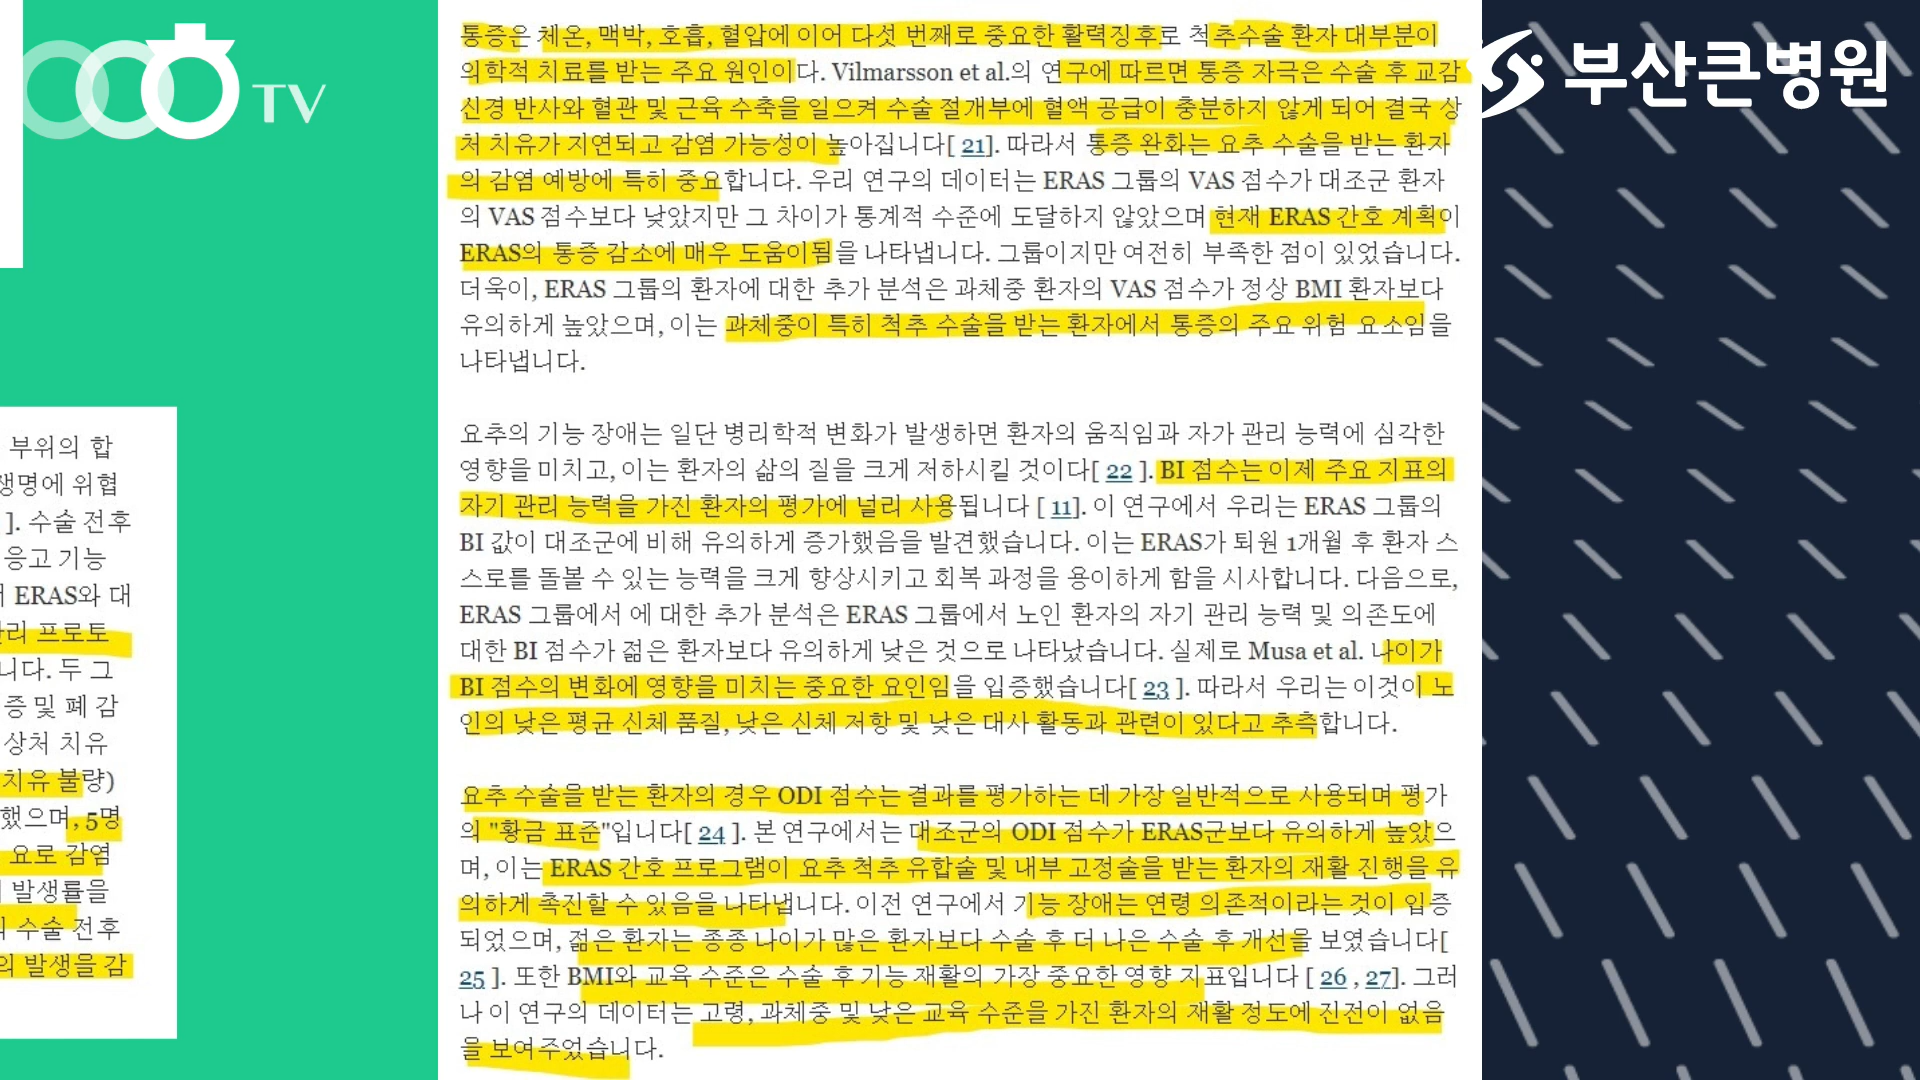 TV
부산큰병원
통증은 체온, 맥박, 호흡, 혈압에 이어 다섯 번째로 중요한 활력징후로 척추수술 환자 대부분이
의학적 치료를 받는 주요 원인이다. Vilmarsson et al.의 연구에 따르면 통증 자극은 수술 후 교감
신경 반사와 혈관 및 근육 수축을 일으켜 수술 절개부에 혈액 공급이 충분하지 않게 되어 결국 상
처 치유가 지연되고 감염 가능성이 높아집니다[ 21]. 따라서 통증 완화는 요추 수술을 받는 환자
의 감염 예방에 특히 중요합니다. 우리 연구의 데이터는 ERAS 그룹의 VAS 점수가 대조군 환자
의 VAS 점수보다 낮았지만 그 차이가 통계적 수준에 도달하지 않았으며 현재 ERAS 간호 계획이
ERAS의 통증 감소에 매우 도움이됨을 나타냅니다. 그룹이지만 여전히 부족한 점이 있었습니다.
더욱이, ERAS 그룹의 환자에 대한 추가 분석은 과체중 환자의 VAS 점수가 정상 BMI 환자보다
유의하게 높았으며, 이는 과체중이 특히 척추 수술을 받는 환자에서 통증의 주요 위험 요소임을
나타냅니다.
요추의 기능 장애는 일단 병리학적 변화가 발생하면 환자의 움직임과 자가 관리 능력에 심각한
영향을 미치고, 이는 환자의 삶의 질을 크게 저하시킬 것이다[ 22 ]. BI 점수는 이제 주요 지표의
자기 관리 능력을 가진 환자의 평가에 널리 사용됩니다 [ 11]. 이 연구에서 우리는 ERAS 그룹의
BI 값이 대조군에 비해 유의하게 증가했음을 발견했습니다. 이는 ERAS가 퇴원 1개월 후 환자 스
스로를 돌볼 수 있는 능력을 크게 향상시키고 회복 과정을 용이하게 함을 시사합니다. 다음으로,
ERAS 그룹에서 에 대한 추가 분석은 ERAS 그룹에서 노인 환자의 자기 관리 능력 및 의존도에
대한 BI 점수가 젊은 환자보다 유의하게 낮은 것으로 나타났습니다. 실제로 Musa et al. 나이가
BI 점수의 변화에 영향을 미치는 중요한 요인임을 입증했습니다[ 23 ]. 따라서 우리는 이것이 노
인의 낮은 평균 신체 품질, 낮은 신체 저항 및 낮은 대사 활동과 관련이 있다고 추측합니다.
요추 수술을 받는 환자의 경우 ODI 점수는 결과를 평가하는 데 가장 일반적으로 사용되며 평가
의 "황금 표준"입니다[ 24 ]. 본 연구에서는 대조군의 ODI 점수가 ERAS군보다 유의하게 높았으
며, 이는 ERAS 간호 프로그램이 요추 척추 유합술 및 내부 고정술을 받는 환자의 재활 진행을 유
의하게 촉진할 수 있음을 나타냅니다. 이전 연구에서 기능 장애는 연령 의존적이라는 것이 입증
되었으며, 젊은 환자는 종종 나이가 많은 환자보다 수술 후 더 나은 수술 후 개선을 보였습니다[
25 ]. 또한 BMI와 교육 수준은 수술 후 기능 재활의 가장 중요한 영향 지표입니다 [ 26 , 27]. 그러
나 이 연구의 데이터는 고령, 과체중 및 낮은 교육 수준을 가진 환자의 재활 정도에 진전이 없음
을 보여주었습니다.
부위의 합
생명에 위협
]. 수술 전후
응고 기능
ERAS와 대
리 프로토
니다. 두 그
증 및 폐 감
상처 치유
치유 불량)
했으며, 5명
요로 감염
발생률을
수술 전후
의 발생을 감